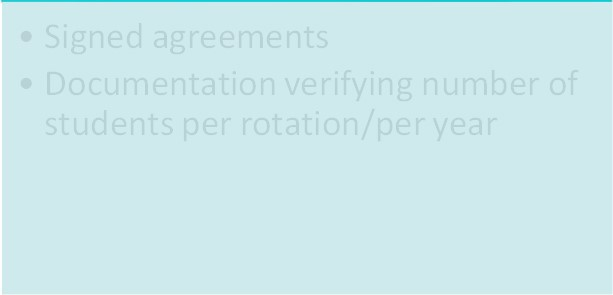 • Signed agreements
• Documentation verifying number of
students per rotation/per year